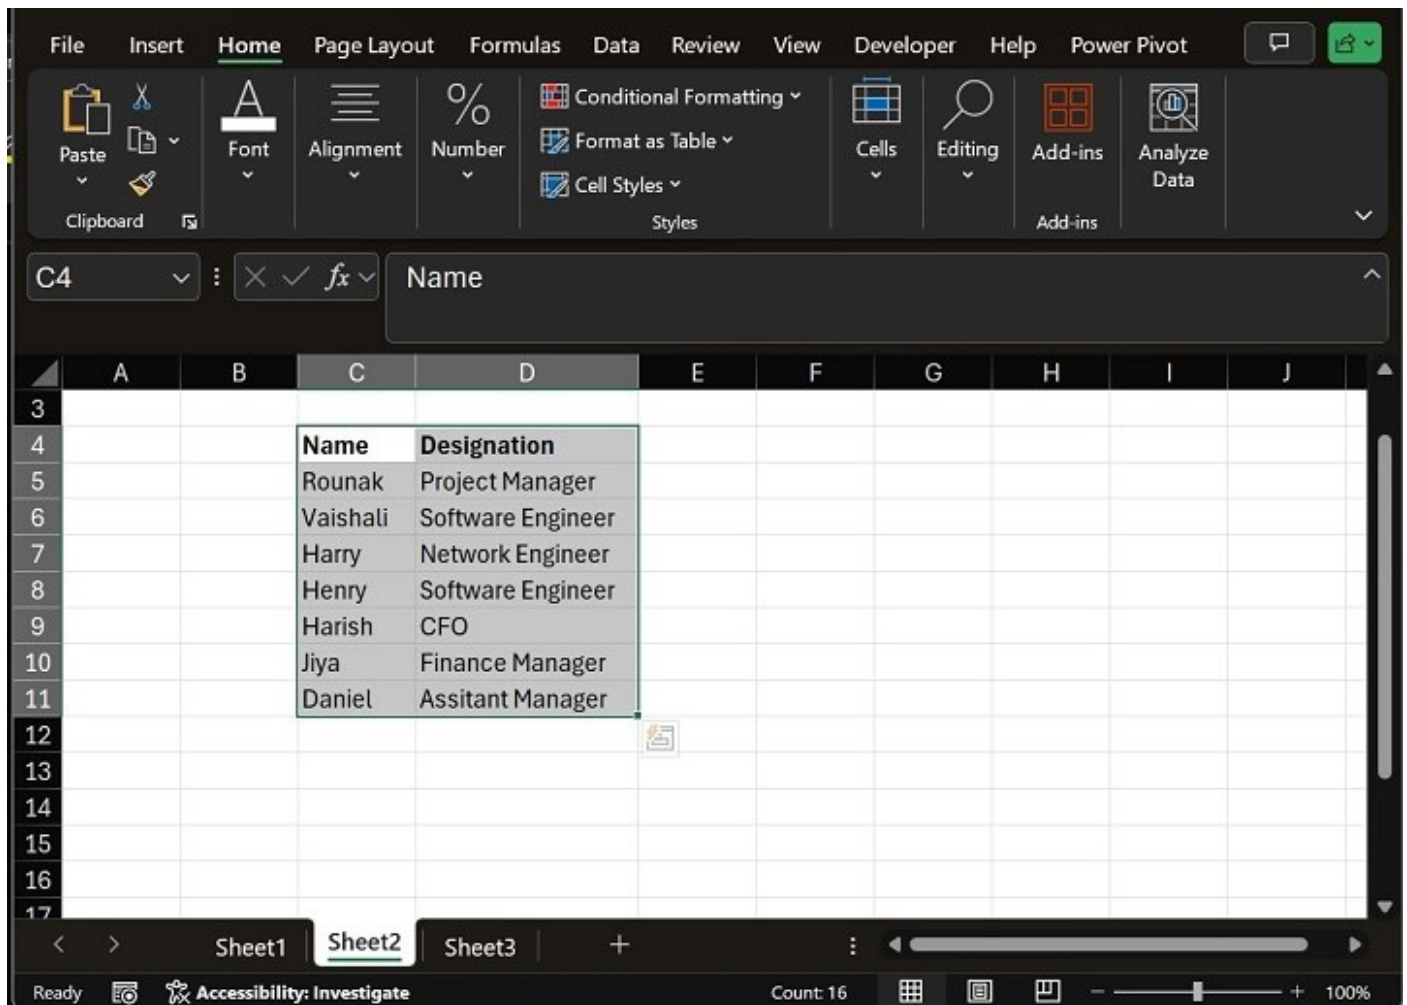 File Insert Home Page Layout Formulas Data Review View Developer Help Power Pivot
Paste Font Alignment Number Conditional Formatting Format as Table Cell Styles Cells Editing Add-ins Analyze Data
Clipboard Styles Add-ins
C4 fx Name
A B C D E F G H I J
3
4 Name Designation
5 Rounak Project Manager
6 Vaishali Software Engineer
7 Harry Network Engineer
8 Henry Software Engineer
9 Harish CFO
10 Jiya Finance Manager
11 Daniel Assitant Manager
12
13
14
15
16
17
Sheet1 Sheet2 Sheet3 +
Ready Accessibility: Investigate Count: 16 100%